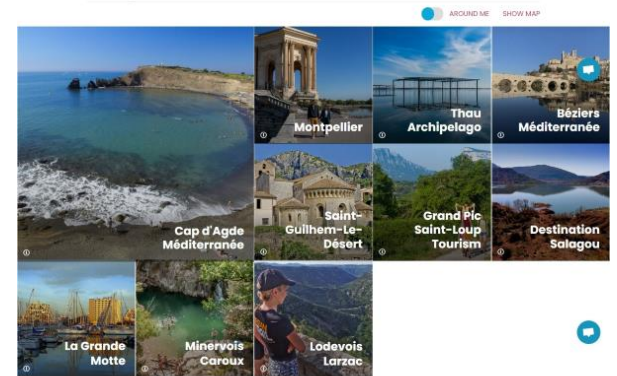 AROUND ME
SHOW MAP
Montpellier
Thau
Archipelago
Béziers
Méditerranée
Cap d'Agde
Méditerranée
Saint-
Guilhem-Le-
Désert
Grand Pic
Saint-Loup
Tourism
Destination
Salagou
La Grande
Motte
Minervois
Caroux
Lodevois
Larzac